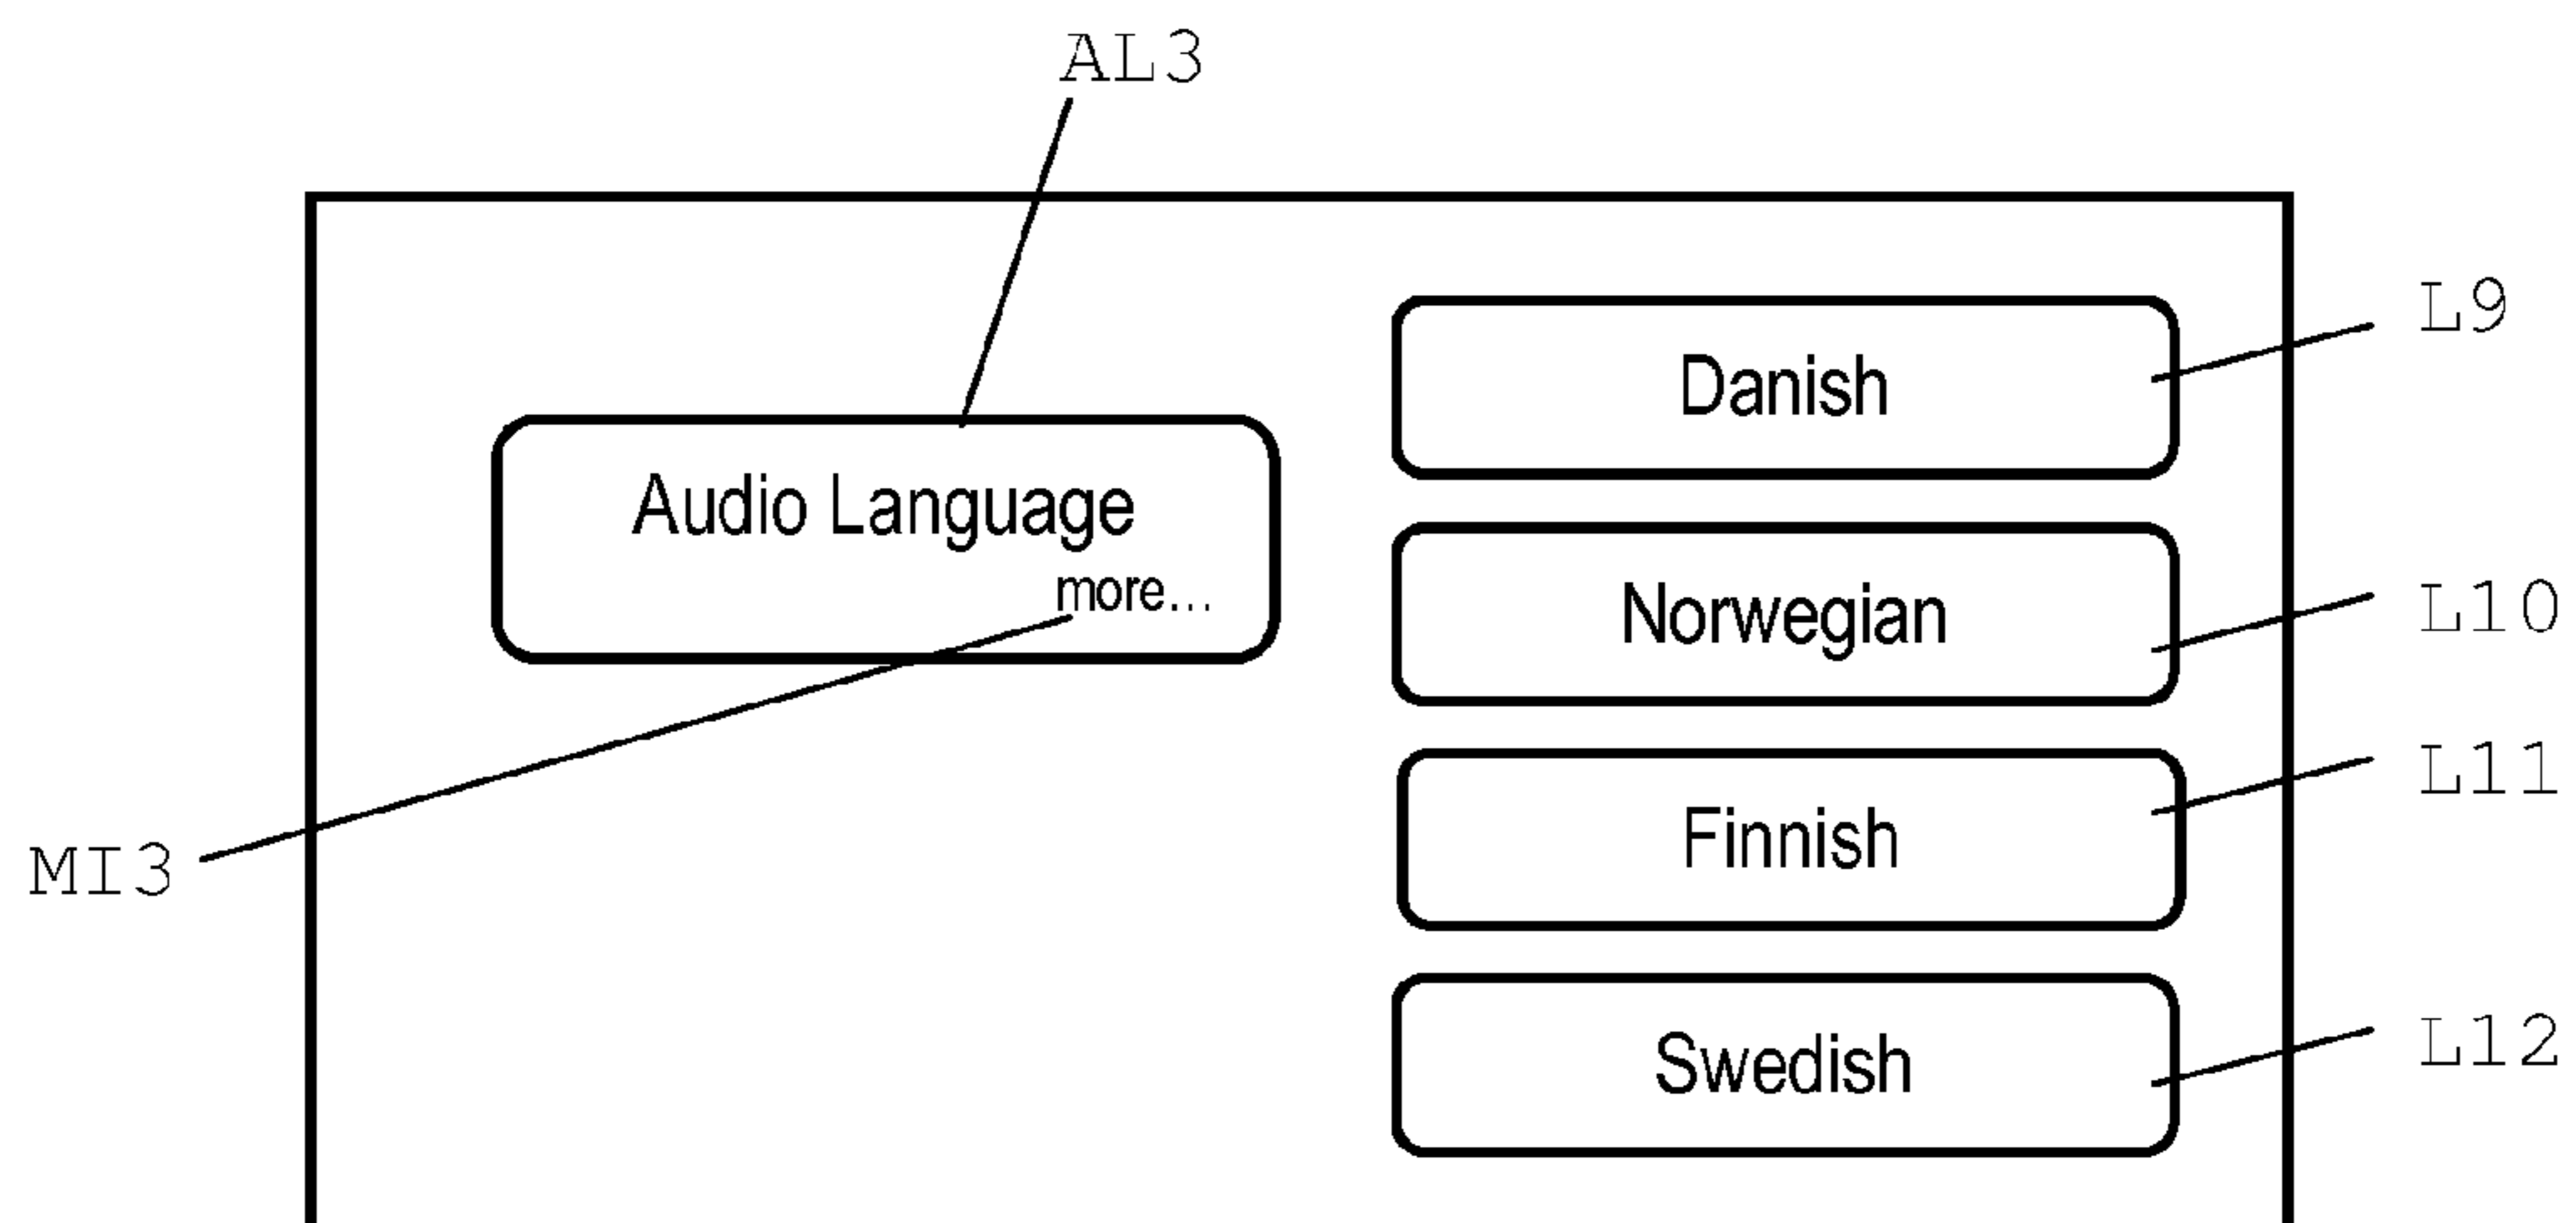 AL3
Danish
L9
Audio Language
more...
Norwegian
L10
Finnish
L11
MI3
Swedish
L12